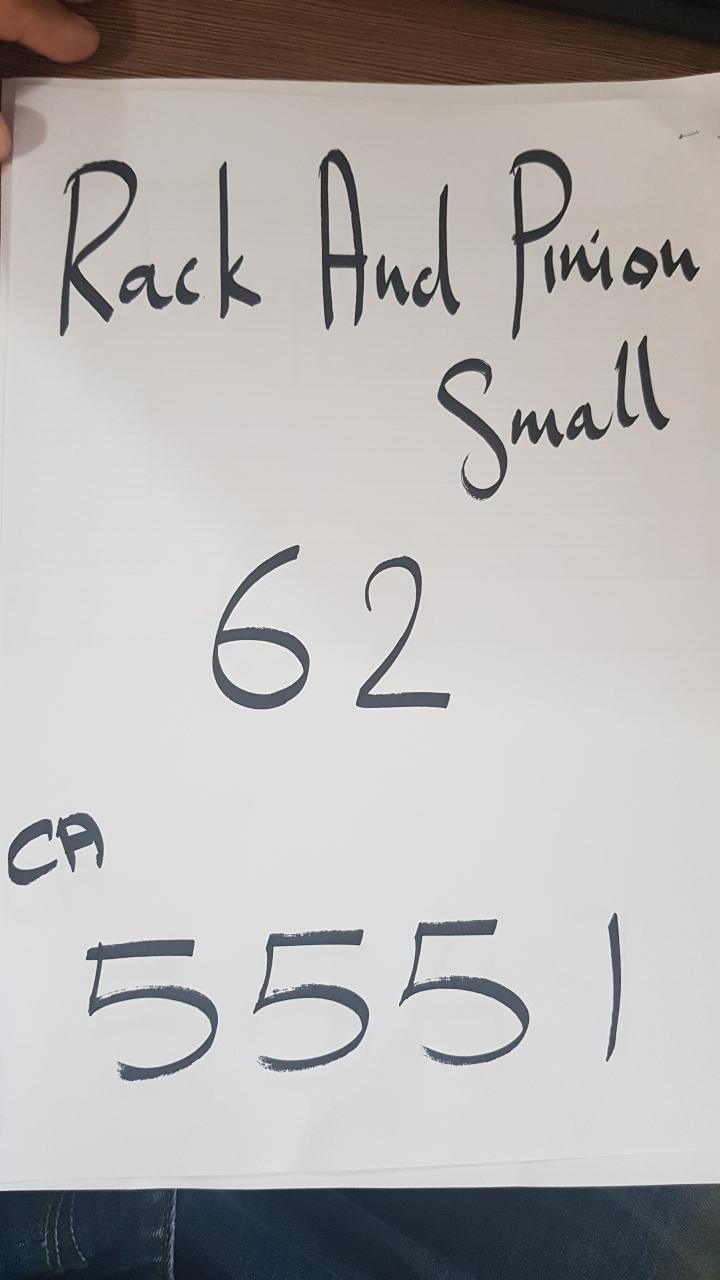 Rack And Pinion
Small
62
CA
5551